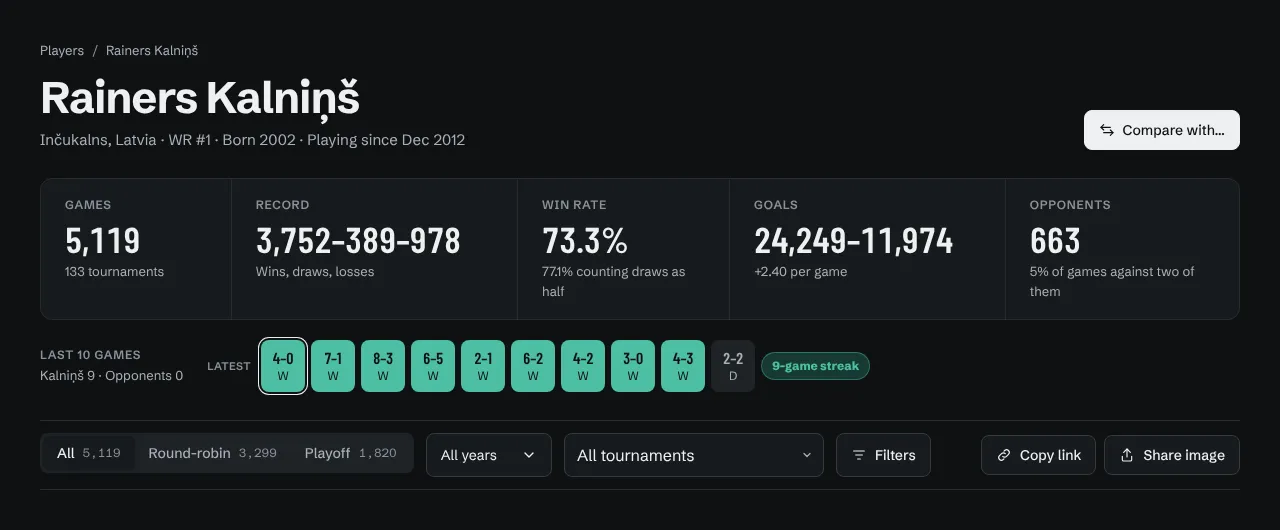 Players / Rainers Kalniņš
Rainers Kalniņš
Inčukalns, Latvia · WR #1 · Born 2002 · Playing since Dec 2012
Compare with…
GAMES
5,119
133 tournaments
RECORD
3,752–389–978
Wins, draws, losses
WIN RATE
73.3%
77.1% counting draws as
half
GOALS
24,249–11,974
+2.40 per game
OPPONENTS
663
5% of games against two of
them
LAST 10 GAMES
Kalniņš 9 · Opponents 0
LATEST
4–0 W
7–1 W
8–3 W
6–5 W
2–1 W
6–2 W
4–2 W
3–0 W
4–3 W
2–2 D
9-game streak
All 5,119 Round-robin 3,299 Playoff 1,820
All years
All tournaments
Filters
Copy link
Share image